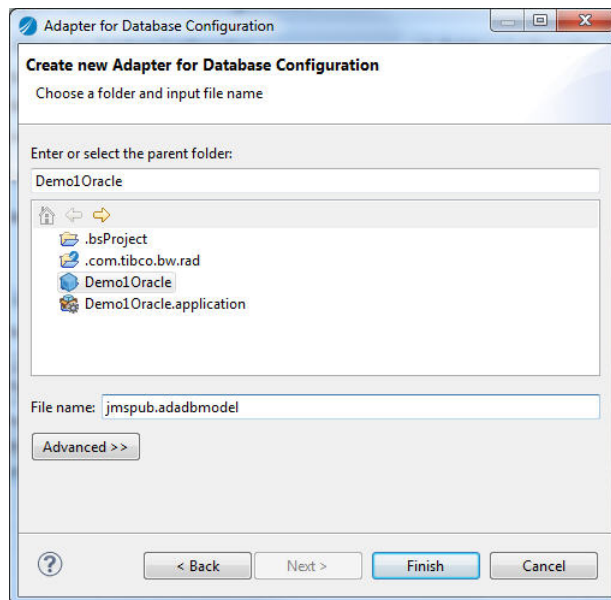 Adapter for Database Configuration
Create new Adapter for Database Configuration
Choose a folder and input file name
Enter or select the parent folder:
Demo1Oracle
.bsProject
.com.tibco.bw.rad
Demo1Oracle
Demo1Oracle.application
File name: jmspub.adadbmodel
Advanced >>
? < Back Next > Finish Cancel